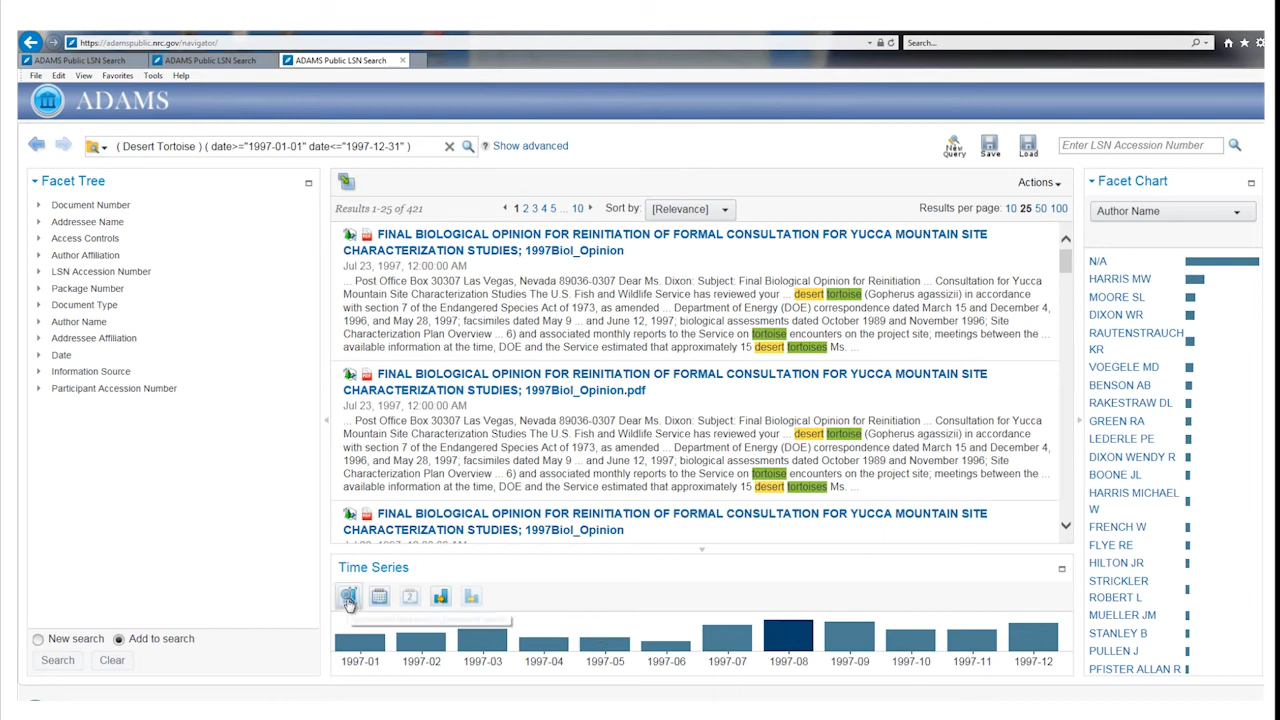 https://adamspublic.nrc.gov/navigator/
Search...
ADAMS Public LSN Search
ADAMS Public LSN Search
ADAMS Public LSN Search
File Edit View Favorites Tools Help
ADAMS
( Desert Tortoise ) ( date>="1997-01-01" date<="1997-12-31" )
Show advanced
New Query
Save
Load
Enter LSN Accession Number
Facet Tree
Document Number
Addressee Name
Access Controls
Author Affiliation
LSN Accession Number
Package Number
Document Type
Author Name
Addressee Affiliation
Date
Information Source
Participant Accession Number
New search Add to search
Search Clear
Actions
Results 1-25 of 421
1 2 3 4 5 ... 10
Sort by: [Relevance]
Results per page: 10 25 50 100
FINAL BIOLOGICAL OPINION FOR REINITIATION OF FORMAL CONSULTATION FOR YUCCA MOUNTAIN SITE
CHARACTERIZATION STUDIES; 1997Biol_Opinion
Jul 23, 1997, 12:00:00 AM
... Post Office Box 30307 Las Vegas, Nevada 89036-0307 Dear Ms. Dixon: Subject: Final Biological Opinion for Reinitiation ... Consultation for Yucca
Mountain Site Characterization Studies The U.S. Fish and Wildlife Service has reviewed your ... desert tortoise (Gopherus agassizii) in accordance
with section 7 of the Endangered Species Act of 1973, as amended ... Department of Energy (DOE) correspondence dated March 15 and December 4,
1996, and May 28, 1997; facsimiles dated May 9 ... and June 12, 1997; biological assessments dated October 1989 and November 1996; Site
Characterization Plan Overview ... 6) and associated monthly reports to the Service on tortoise encounters on the project site; meetings between the ...
available information at the time, DOE and the Service estimated that approximately 15 desert tortoises Ms. ...
FINAL BIOLOGICAL OPINION FOR REINITIATION OF FORMAL CONSULTATION FOR YUCCA MOUNTAIN SITE
CHARACTERIZATION STUDIES; 1997Biol_Opinion.pdf
Jul 23, 1997, 12:00:00 AM
... Post Office Box 30307 Las Vegas, Nevada 89036-0307 Dear Ms. Dixon: Subject: Final Biological Opinion for Reinitiation ... Consultation for Yucca
Mountain Site Characterization Studies The U.S. Fish and Wildlife Service has reviewed your ... desert tortoise (Gopherus agassizii) in accordance
with section 7 of the Endangered Species Act of 1973, as amended ... Department of Energy (DOE) correspondence dated March 15 and December 4,
1996, and May 28, 1997; facsimiles dated May 9 ... and June 12, 1997; biological assessments dated October 1989 and November 1996; Site
Characterization Plan Overview ... 6) and associated monthly reports to the Service on tortoise encounters on the project site; meetings between the ...
available information at the time, DOE and the Service estimated that approximately 15 desert tortoises Ms. ...
FINAL BIOLOGICAL OPINION FOR REINITIATION OF FORMAL CONSULTATION FOR YUCCA MOUNTAIN SITE
CHARACTERIZATION STUDIES; 1997Biol_Opinion
Time Series
2
1997-01 1997-02 1997-03 1997-04 1997-05 1997-06 1997-07 1997-08 1997-09 1997-10 1997-11 1997-12
Facet Chart
Author Name
N/A
HARRIS MW
MOORE SL
DIXON WR
RAUTENSTRAUCH
KR
VOEGELE MD
BENSON AB
RAKESTRAW DL
GREEN RA
LEDERLE PE
DIXON WENDY R
BOONE JL
HARRIS MICHAEL
W
FRENCH W
FLYE RE
HILTON JR
STRICKLER
ROBERT L
MUELLER JM
STANLEY B
PULLEN J
PFISTER ALLAN R